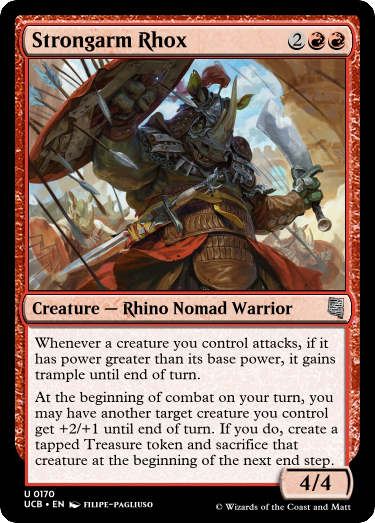 Strongarm Rhox 2
Creature — Rhino Nomad Warrior
Whenever a creature you control attacks, if it
has power greater than its base power, it gains
trample until end of turn.
At the beginning of combat on your turn, you
may have another target creature you control
get +2/+1 until end of turn. If you do, create a
tapped Treasure token and sacrifice that
creature at the beginning of the next end step.
4/4
U 0170
UCB • EN FILIPE-PAGLIUSO © Wizards of the Coast and Matt